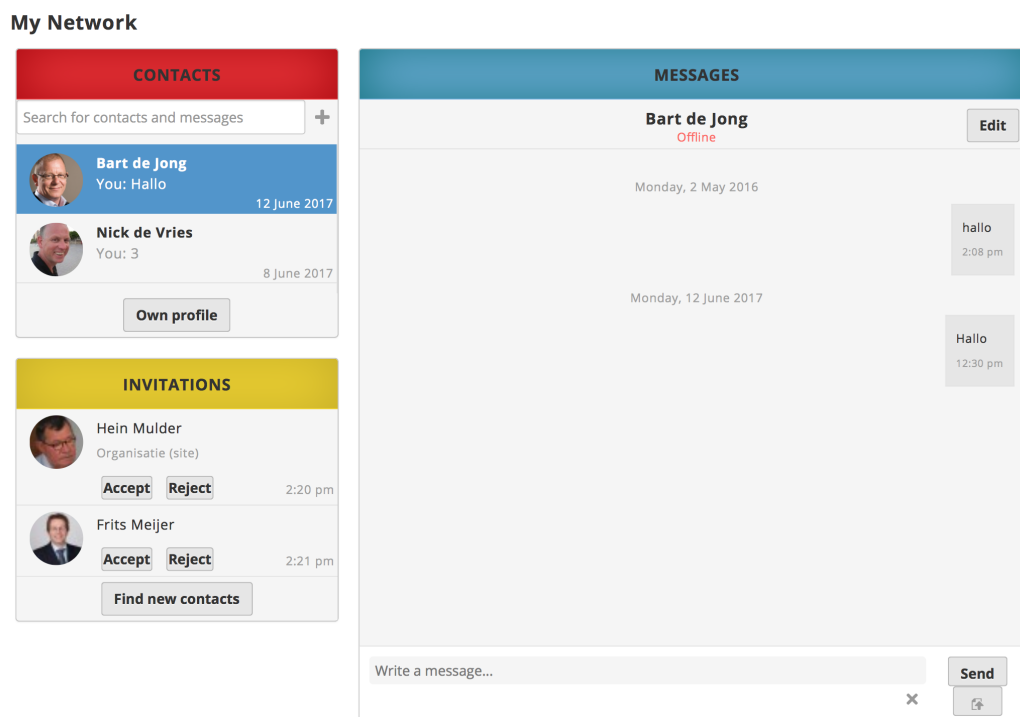 My Network
CONTACTS
Search for contacts and messages
Bart de Jong
You: Hallo
12 June 2017
Nick de Vries
You: 3
8 June 2017
Own profile
INVITATIONS
Hein Mulder
Organisatie (site)
Accept Reject 2:20 pm
Frits Meijer
Accept Reject 2:21 pm
Find new contacts
MESSAGES
Bart de Jong
Offline
Edit
Monday, 2 May 2016
hallo
2:08 pm
Monday, 12 June 2017
Hallo
12:30 pm
Write a message...
Send